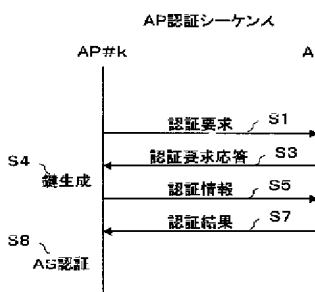 AP認証シーケンス
AP#k A
認証要求 S1
認証要求応答 S3
S4
鍵生成
認証情報 S5
認証結果 S7
S8
AS認証